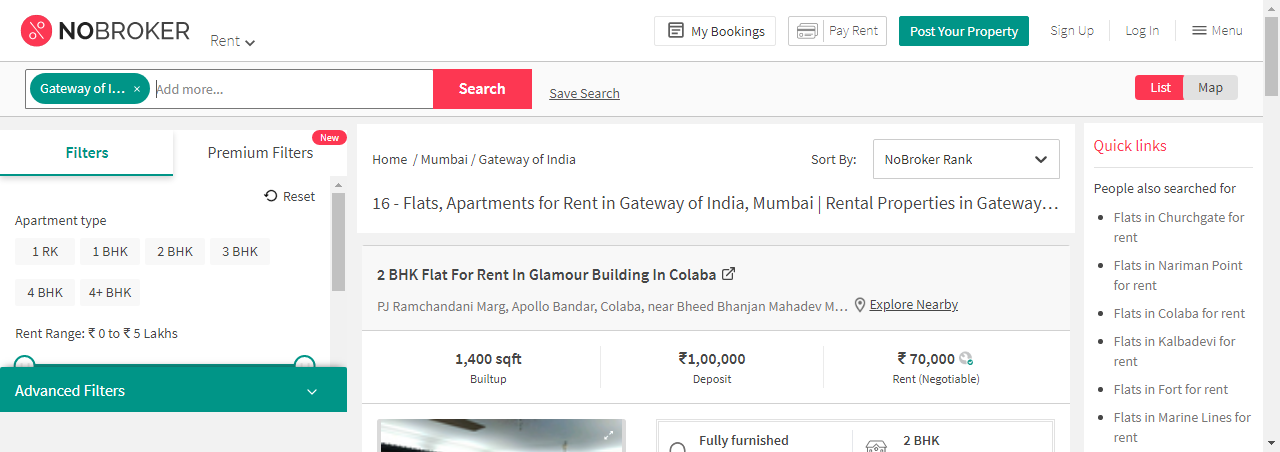 NOBROKER
Rent
My Bookings
Pay Rent
Post Your Property
Sign Up
Log In
Menu
Gateway of I... ×
Add more...
Search
Save Search
List
Map
New
Filters
Premium Filters
Reset
Apartment type
1 RK
1 BHK
2 BHK
3 BHK
4 BHK
4+ BHK
Rent Range: ₹ 0 to ₹ 5 Lakhs
Advanced Filters
Home / Mumbai / Gateway of India
Sort By:
NoBroker Rank
16 - Flats, Apartments for Rent in Gateway of India, Mumbai | Rental Properties in Gateway…
2 BHK Flat For Rent In Glamour Building In Colaba
PJ Ramchandani Marg, Apollo Bandar, Colaba, near Bheed Bhanjan Mahadev M…
Explore Nearby
1,400 sqft
Builtup
₹1,00,000
Deposit
₹ 70,000
Rent (Negotiable)
Fully furnished
2 BHK
Quick links
People also searched for
Flats in Churchgate for
rent
Flats in Nariman Point
for rent
Flats in Colaba for rent
Flats in Kalbadevi for
rent
Flats in Fort for rent
Flats in Marine Lines for
rent